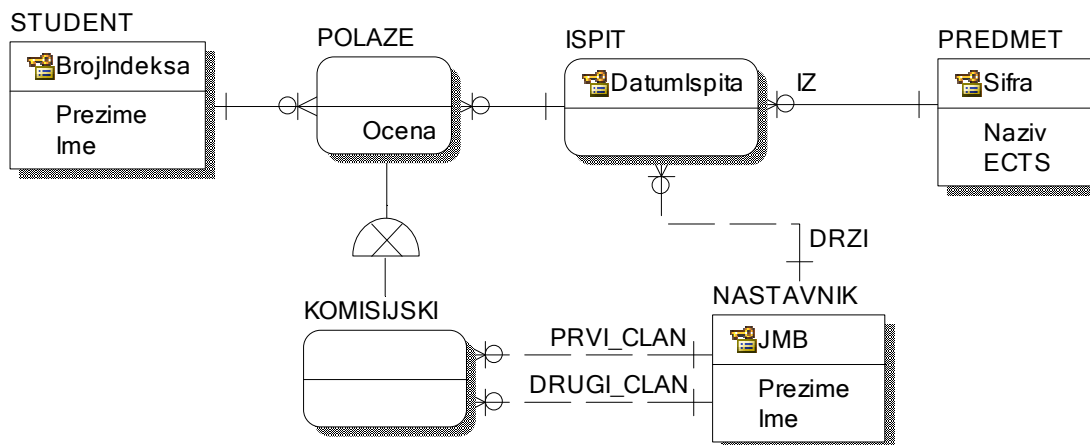 STUDENT
BrojIndeksa
Prezime
Ime
POLAZE
Ocena
ISPIT
DatumIspita
IZ
PREDMET
Sifra
Naziv
ECTS
DRZI
KOMISIJSKI
PRVI_CLAN
DRUGI_CLAN
NASTAVNIK
JMB
Prezime
Ime